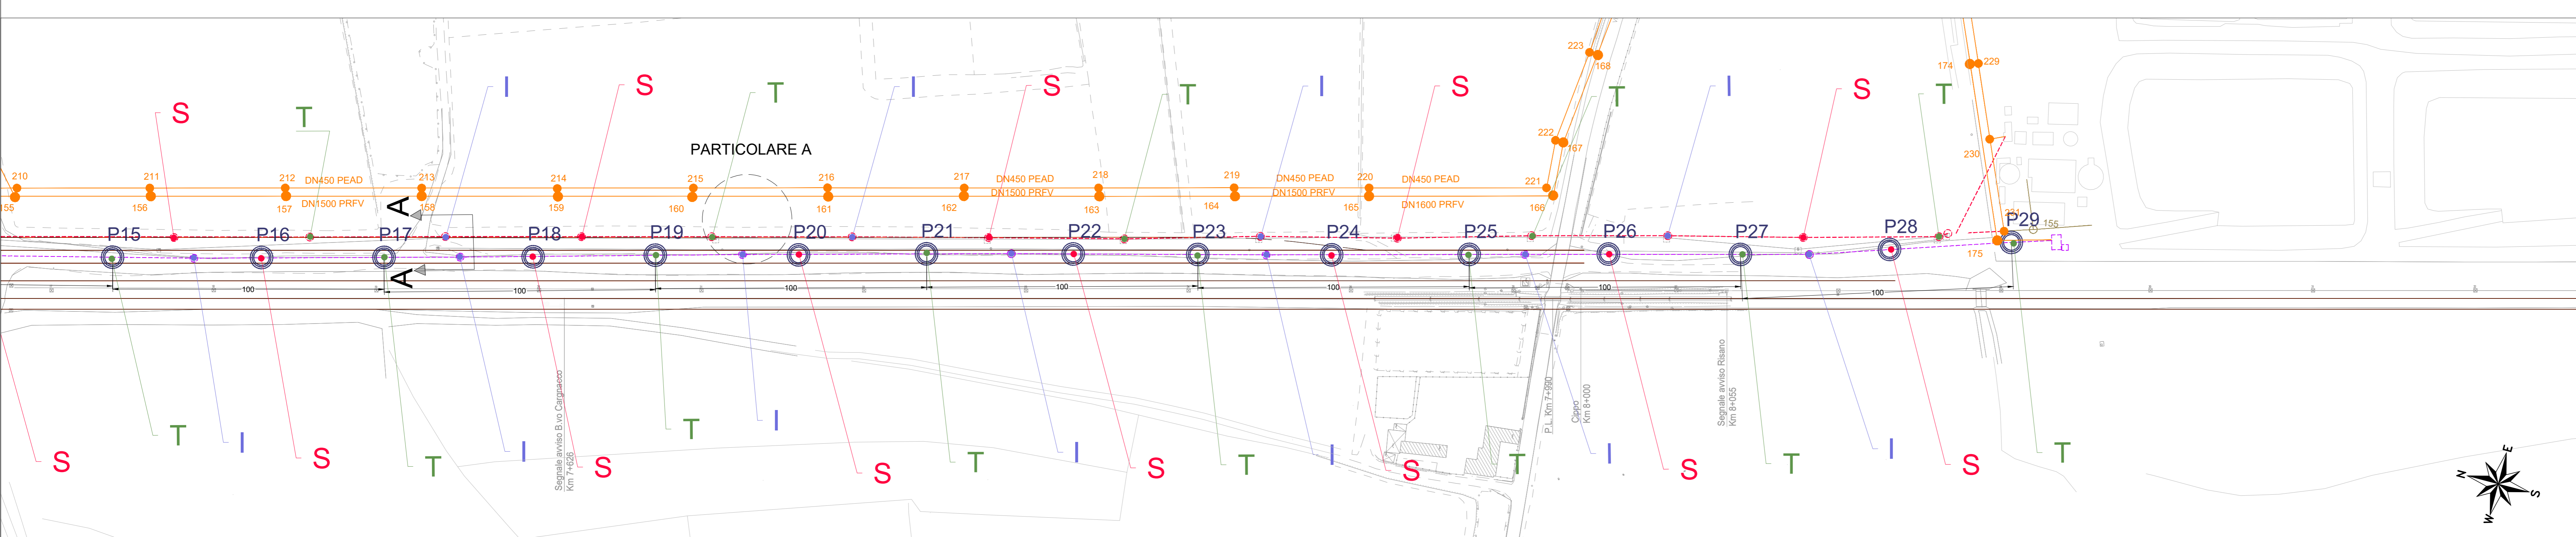 S T I S T I S T I S T I S T
223 168
174 229
222 167
230
PARTICOLARE A
210 211 212 DN450 PEAD 213 214 215 216 217 DN450 PEAD 218 219 DN450 PEAD 220 DN450 PEAD 221
155 156 157 DN1500 PRFV 158 159 160 161 162 DN1500 PRFV 163 164 DN1500 PRFV 165 DN1600 PRFV 166
A
P15 P16 P17 P18 P19 P20 P21 P22 P23 P24 P25 P26 P27 P28 P29
155
175
A
100 100 100 100 100 100 100
Segnale avviso B.vo Cargnacco
Km 7+626
P.L. Km 7+990
Cippo
Km 8+000
Segnale avviso Risano
Km 8+055
S T I S T I S T I S T I S T I S T I S T I S T I S T
N E S W